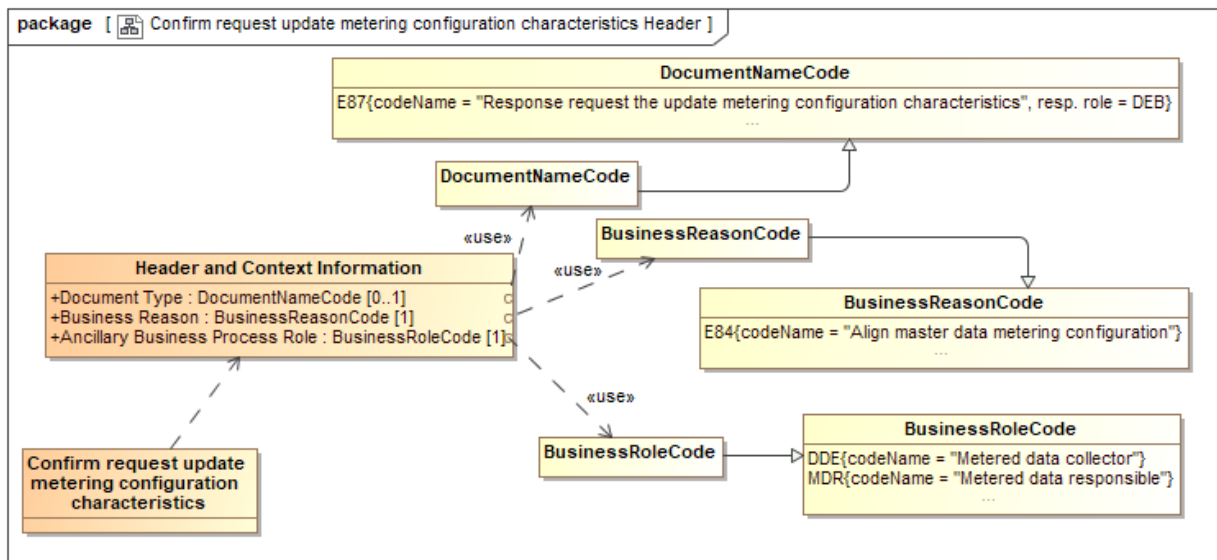 package [ Confirm request update metering configuration characteristics Header ]
DocumentNameCode
E87{codeName = "Response request the update metering configuration characteristics", resp. role = DEB}
...
DocumentNameCode
«use»
BusinessReasonCode
«use»
Header and Context Information
+Document Type : DocumentNameCode [0..1]
+Business Reason : BusinessReasonCode [1]
+Ancillary Business Process Role : BusinessRoleCode [1]
BusinessReasonCode
E84{codeName = "Align master data metering configuration"}
...
«use»
BusinessRoleCode
BusinessRoleCode
DDE{codeName = "Metered data collector"}
MDR{codeName = "Metered data responsible"}
...
Confirm request update
metering configuration
characteristics